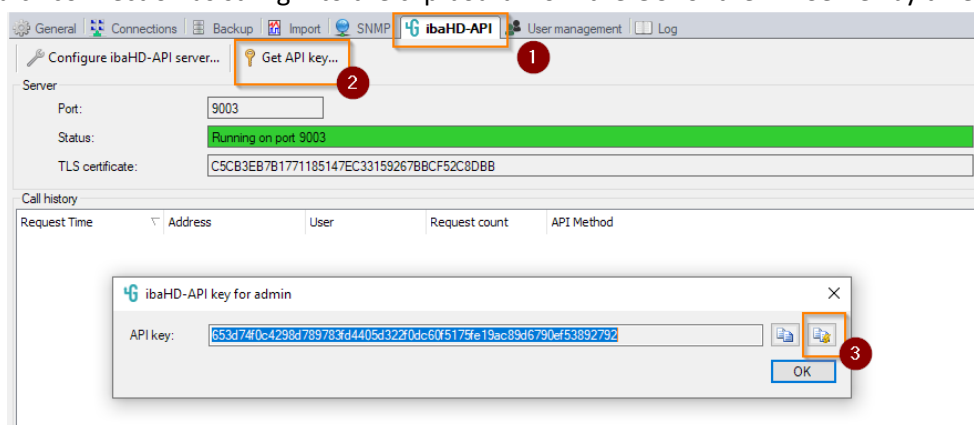 General Connections Backup Import SNMP ibaHD-API User management Log
1
Configure ibaHD-API server... Get API key...
2
Server
Port: 9003
Status: Running on port 9003
TLS certificate: C5CB3EB7B1771185147EC33159267BBCF52C8DBB
Call history
Request Time Address User Request count API Method
ibaHD-API key for admin
API key: 653d74f0c4298d789783fd4405d322f0dc60f5175fe19ac89d6790ef53892792
3
OK